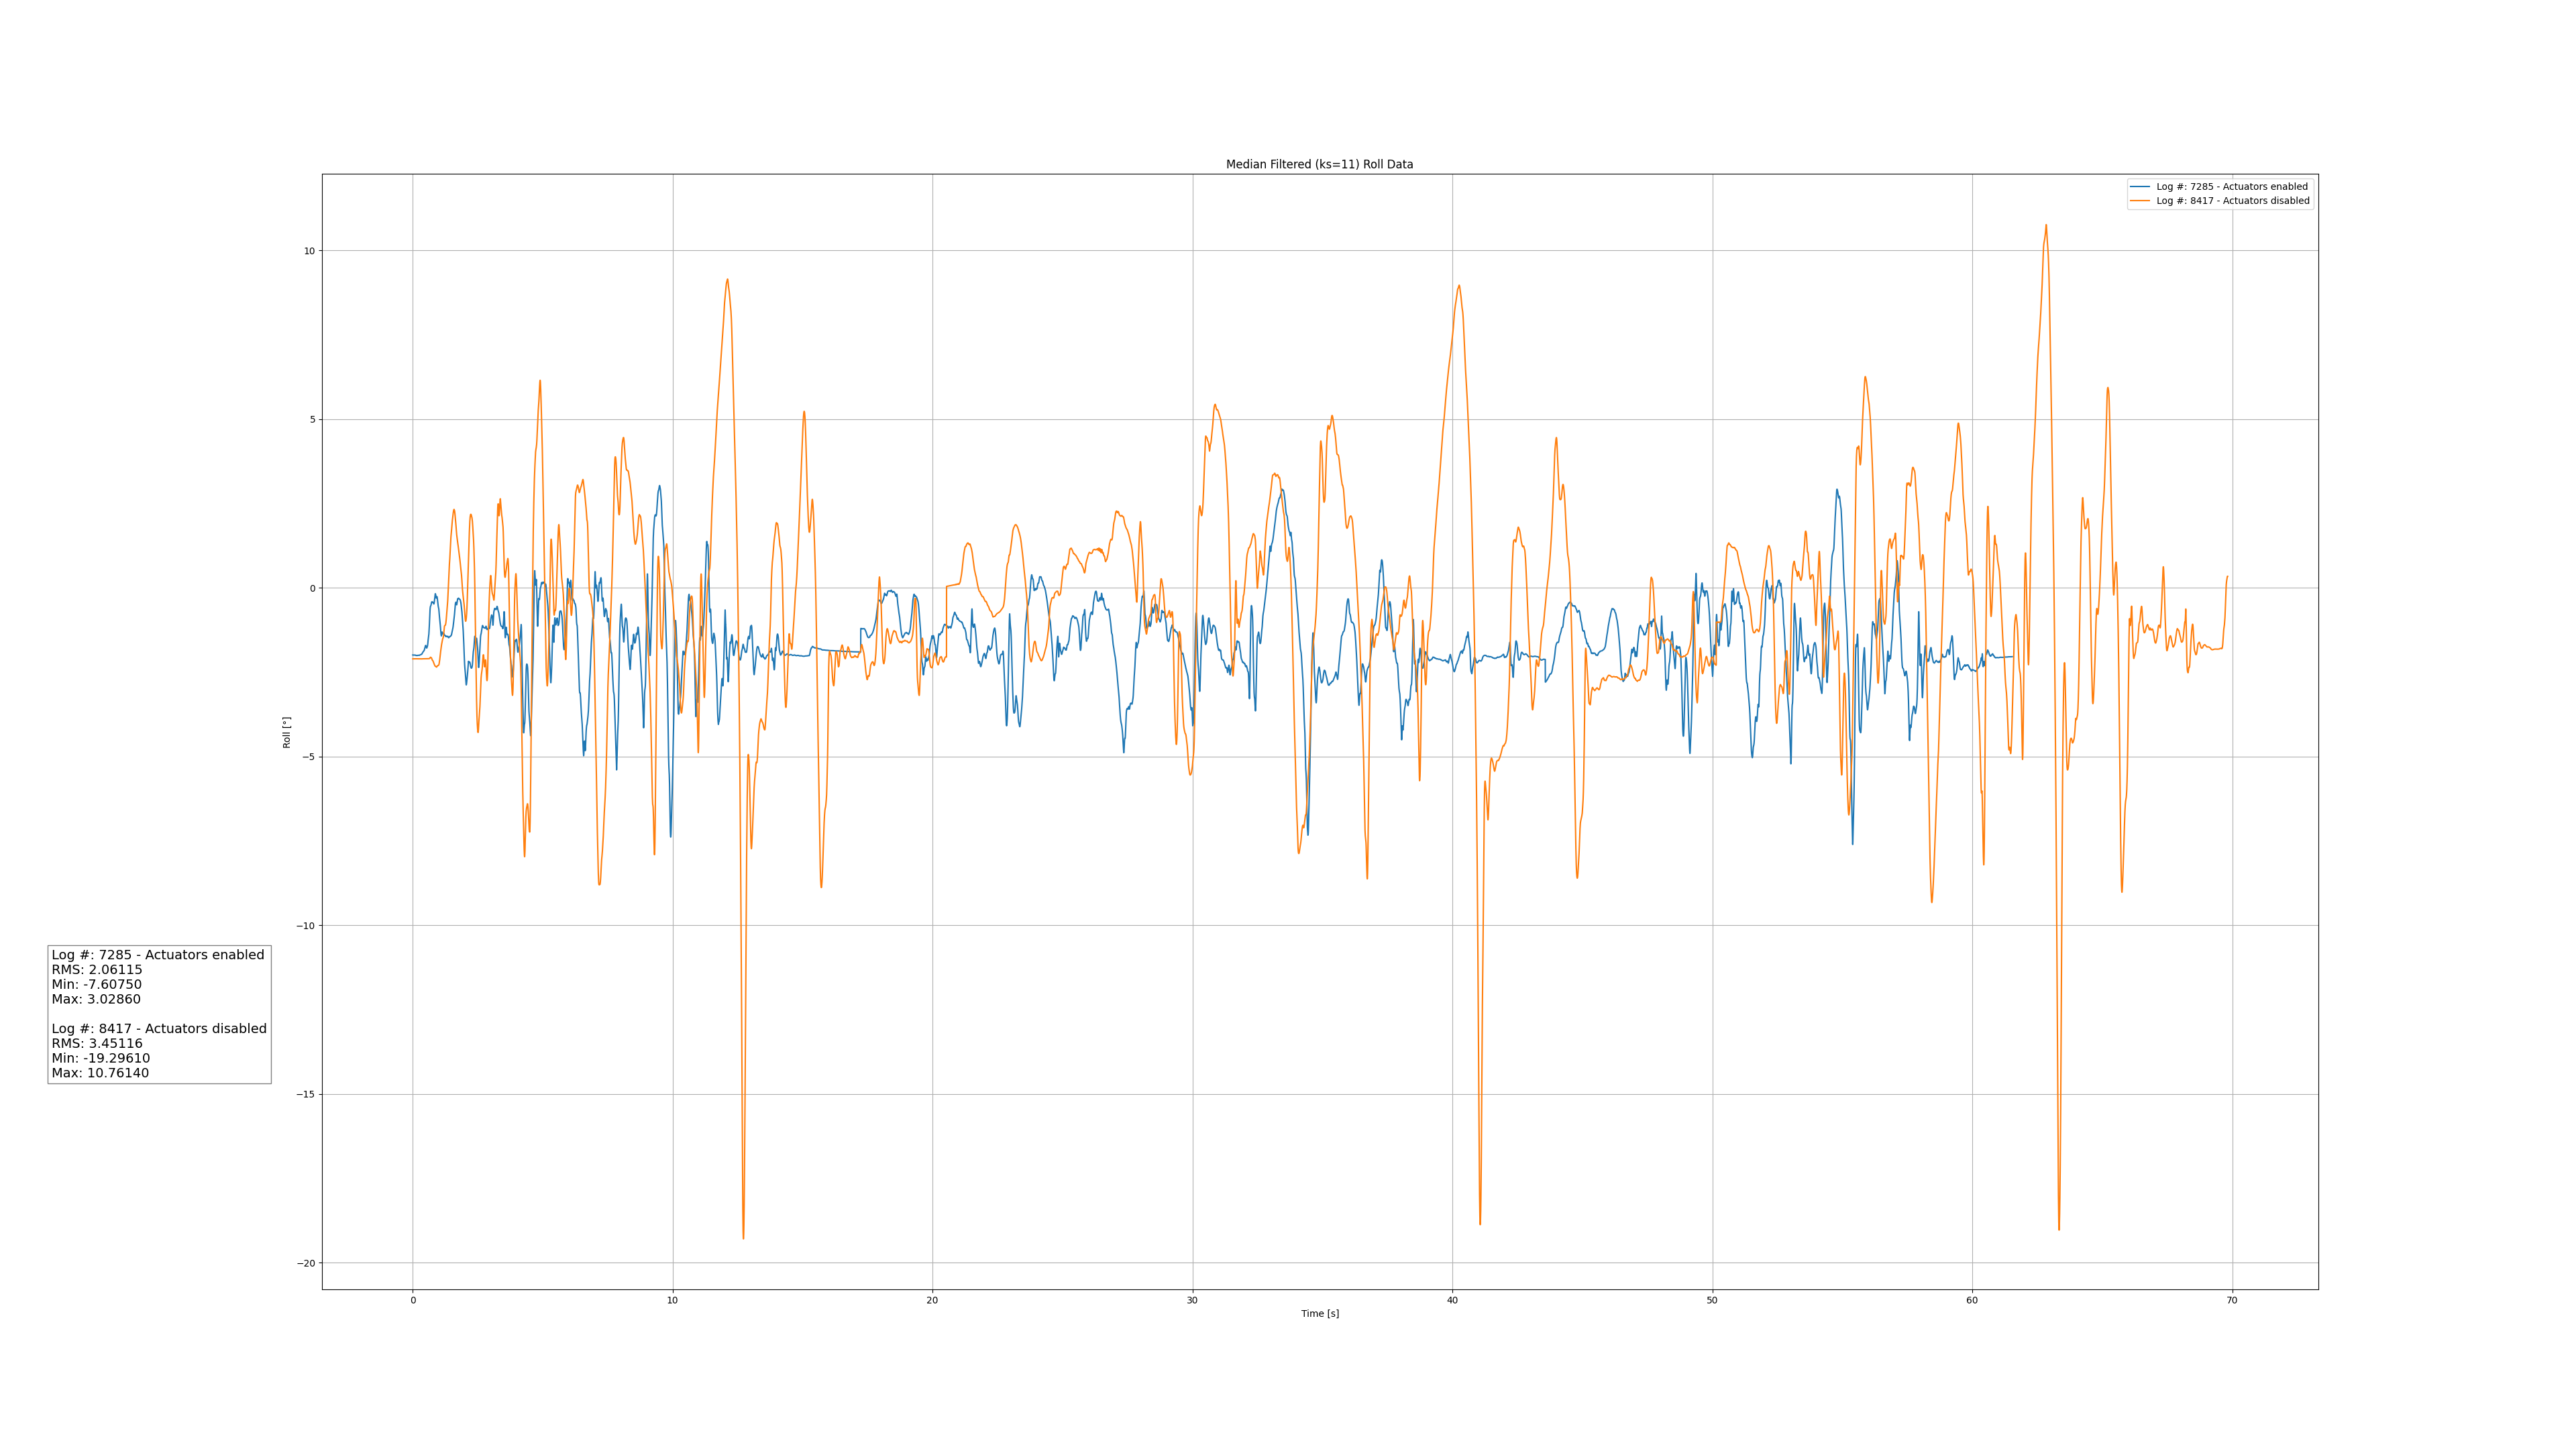 Median Filtered (ks=11) Roll Data
Log #: 7285 - Actuators enabled
Log #: 8417 - Actuators disabled
10
5
0
−5
−10
−15
−20
Roll [°]
0 10 20 30 40 50 60 70
Time [s]
Log #: 7285 - Actuators enabled
RMS: 2.06115
Min: -7.60750
Max: 3.02860
Log #: 8417 - Actuators disabled
RMS: 3.45116
Min: -19.29610
Max: 10.76140